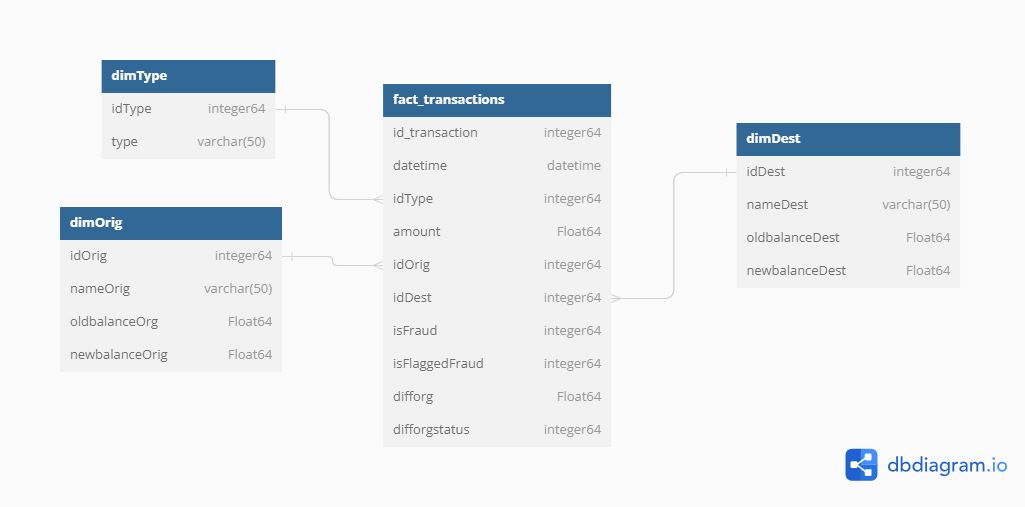 dimType
idType integer64
type varchar(50)
dimOrig
idOrig integer64
nameOrig varchar(50)
oldbalanceOrg Float64
newbalanceOrig Float64
fact_transactions
id_transaction integer64
datetime datetime
idType integer64
amount Float64
idOrig integer64
idDest integer64
isFraud integer64
isFlaggedFraud integer64
difforg Float64
difforgstatus integer64
dimDest
idDest integer64
nameDest varchar(50)
oldbalanceDest Float64
newbalanceDest Float64
dbdiagram.io